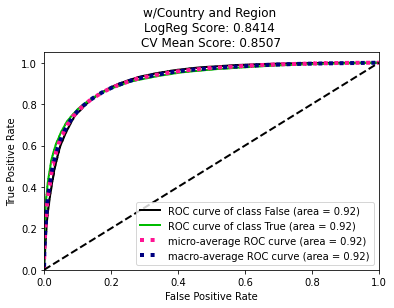 w/Country and Region
LogReg Score: 0.8414
CV Mean Score: 0.8507
1.0
0.8
0.6
0.4
0.2
0.0
True Positive Rate
ROC curve of class False (area = 0.92)
ROC curve of class True (area = 0.92)
micro-average ROC curve (area = 0.92)
macro-average ROC curve (area = 0.92)
0.0 0.2 0.4 0.6 0.8 1.0
False Positive Rate